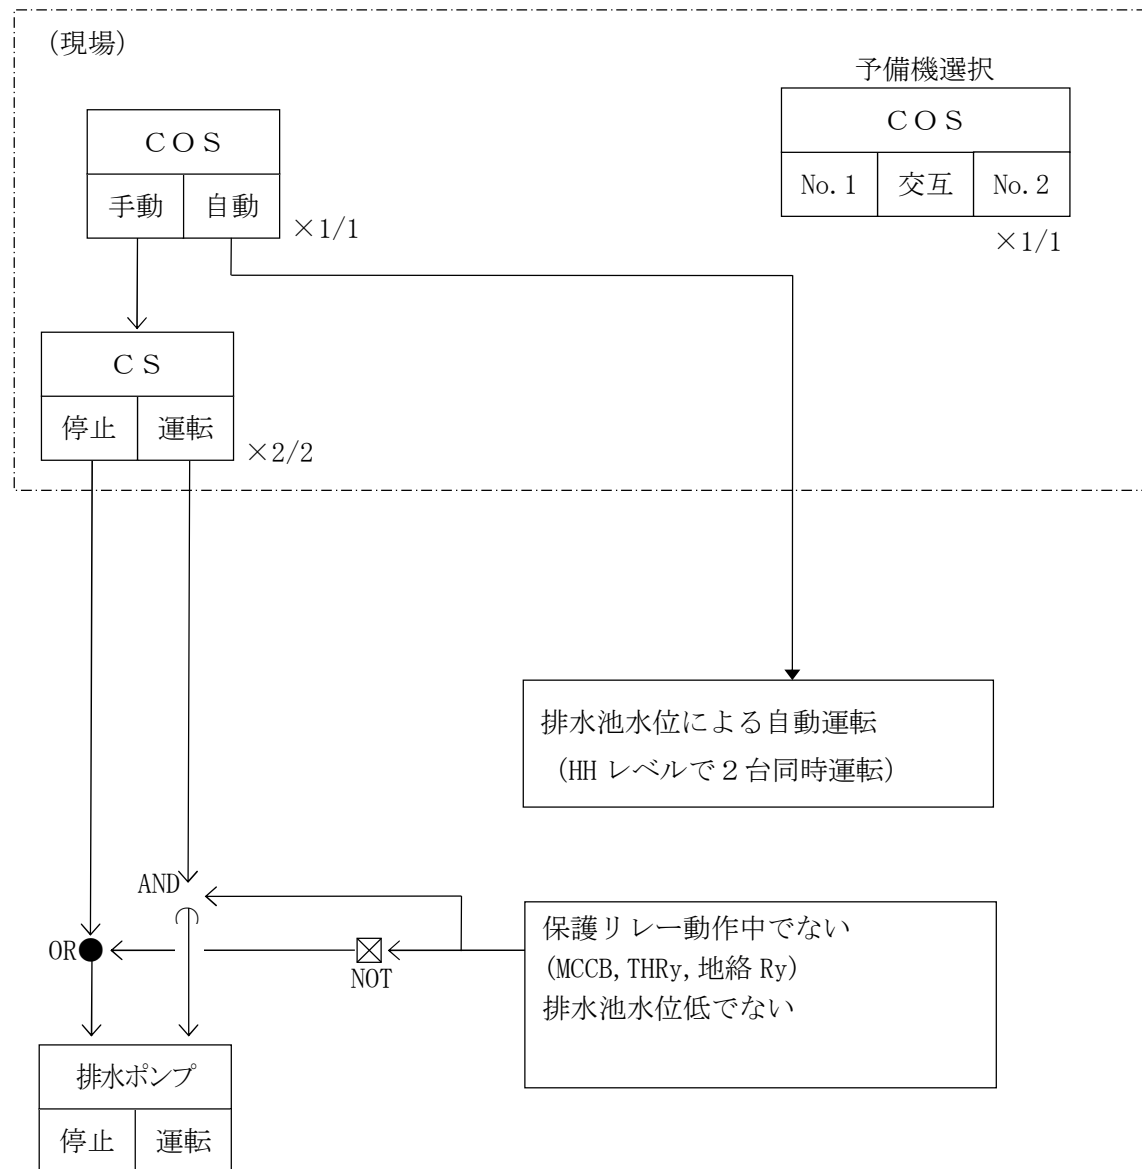 (現場)
予備機選択
COS
No.1 交互 No.2
×1/1
COS
手動 自動
×1/1
CS
停止 運転
×2/2
排水池水位による自動運転
(HH レベルで２台同時運転)
AND
OR
NOT
保護リレー動作中でない
(MCCB,THRy,地絡 Ry)
排水池水位低でない
排水ポンプ
停止 運転